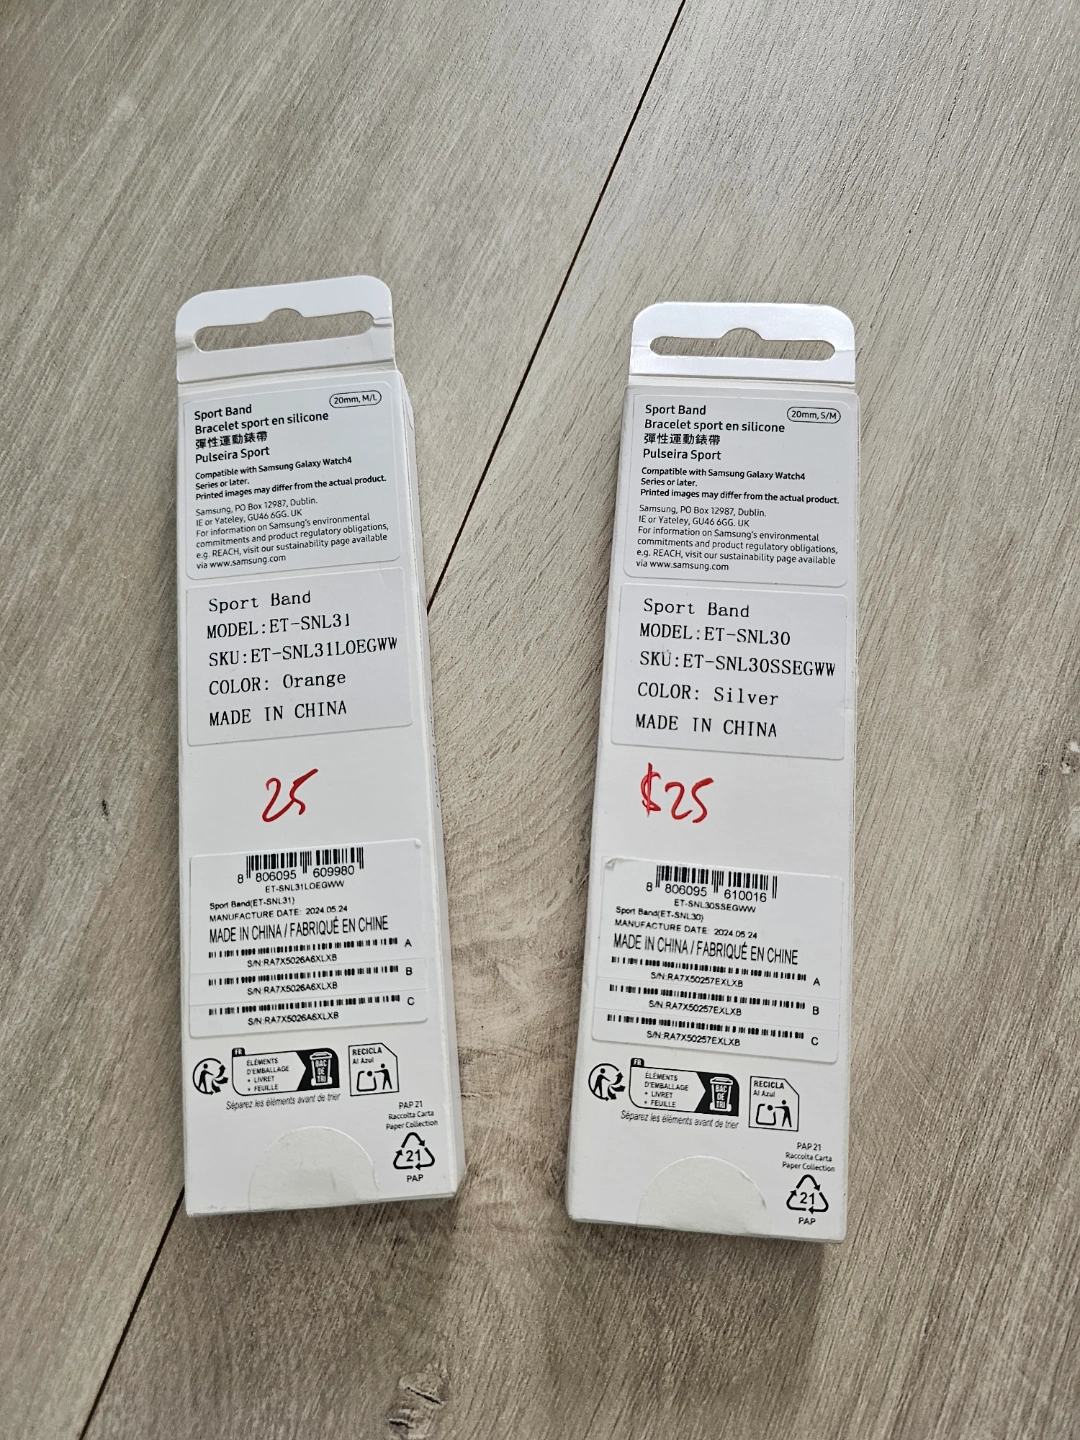 Sport Band
20mm, M/L
Bracelet sport en silicone
彈性運動錶帶
Pulseira Sport
Compatible with Samsung Galaxy Watch4
Series or later.
Printed images may differ from the actual product.
Samsung, PO Box 12987, Dublin.
IE or Yateley, GU46 6GG. UK
For information on Samsung's environmental
commitments and product regulatory obligations,
e.g. REACH, visit our sustainability page available
via www.samsung.com
Sport Band
MODEL:ET-SNL31
SKU:ET-SNL31LOEGWW
COLOR: Orange
MADE IN CHINA
25
8 806095 609980
ET-SNL31LOEGWW
Sport Band(ET-SNL31)
MANUFACTURE DATE: 2024.05.24
MADE IN CHINA / FABRIQUÉ EN CHINE
A
S/N:RA7X5026A6XLXB
B
S/N:RA7X5026A6XLXB
C
S/N:RA7X5026A6XLXB
FR
ÉLÉMENTS
D'EMBALLAGE
+ LIVRET
+ FEUILLE
BAC
DE
TRI
Séparez les éléments avant de trier
RECICLA
Al Azul
PAP 21
Raccolta Carta
Paper Collection
21
PAP
Sport Band
20mm, S/M
Bracelet sport en silicone
彈性運動錶帶
Pulseira Sport
Compatible with Samsung Galaxy Watch4
Series or later.
Printed images may differ from the actual product.
Samsung, PO Box 12987, Dublin.
IE or Yateley, GU46 6GG. UK
For information on Samsung's environmental
commitments and product regulatory obligations,
e.g. REACH, visit our sustainability page available
via www.samsung.com
Sport Band
MODEL:ET-SNL30
SKU:ET-SNL30SSEGWW
COLOR: Silver
MADE IN CHINA
$25
8 806095 610016
ET-SNL30SSEGWW
Sport Band(ET-SNL30)
MANUFACTURE DATE: 2024.05.24
MADE IN CHINA / FABRIQUÉ EN CHINE
A
S/N:RA7X50257EXLXB
B
S/N:RA7X50257EXLXB
C
S/N:RA7X50257EXLXB
FR
ÉLÉMENTS
D'EMBALLAGE
+ LIVRET
+ FEUILLE
BAC
DE
TRI
Séparez les éléments avant de trier
RECICLA
Al Azul
PAP 21
Raccolta Carta
Paper Collection
21
PAP